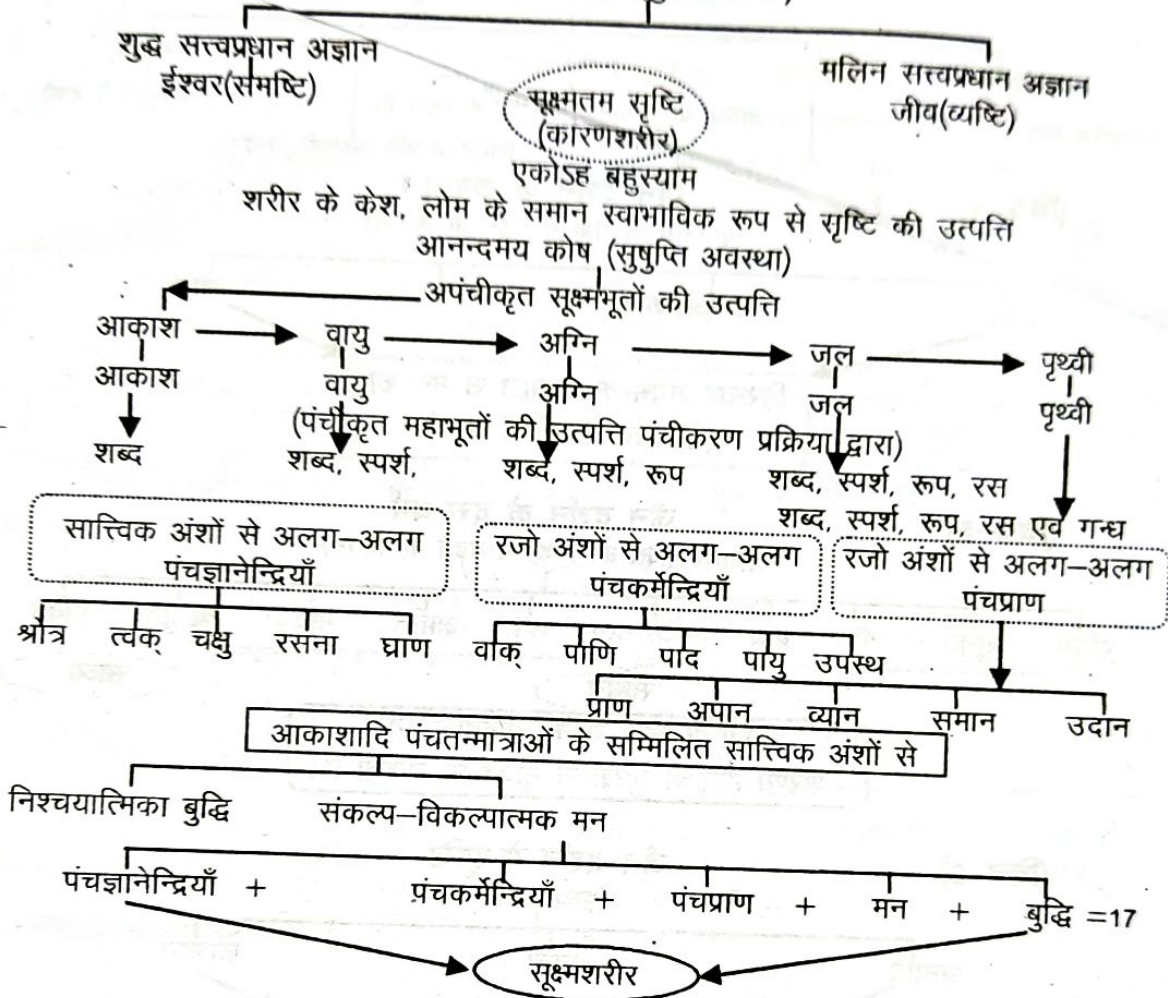 शुद्ध सत्त्वप्रधान अज्ञान
ईश्वर(समष्टि)
मलिन सत्त्वप्रधान अज्ञान
जीव(व्यष्टि)
सूक्ष्मतम सृष्टि
(कारणशरीर)
एकोऽह बहुस्याम
शरीर के केश, लोम के समान स्वाभाविक रूप से सृष्टि की उत्पत्ति
आनन्दमय कोष (सुषुप्ति अवस्था)
अपंचीकृत सूक्ष्मभूतों की उत्पत्ति
आकाश वायु अग्नि जल पृथ्वी
आकाश वायु अग्नि जल पृथ्वी
(पंचीकृत महाभूतों की उत्पत्ति पंचीकरण प्रक्रिया द्वारा)
शब्द शब्द, स्पर्श, शब्द, स्पर्श, रूप शब्द, स्पर्श, रूप, रस
शब्द, स्पर्श, रूप, रस एवं गन्ध
सात्त्विक अंशों से अलग–अलग
पंचज्ञानेन्द्रियाँ
रजो अंशों से अलग–अलग
पंचकर्मेन्द्रियाँ
रजो अंशों से अलग–अलग
पंचप्राण
श्रौत्र त्वक् चक्षु रसना घ्राण वाक् पाणि पाद पायु उपस्थ
प्राण अपान व्यान समान उदान
आकाशादि पंचतन्मात्राओं के सम्मिलित सात्त्विक अंशों से
निश्चयात्मिका बुद्धि संकल्प–विकल्पात्मक मन
पंचज्ञानेन्द्रियाँ + पंचकर्मेन्द्रियाँ + पंचप्राण + मन + बुद्धि =17
सूक्ष्मशरीर